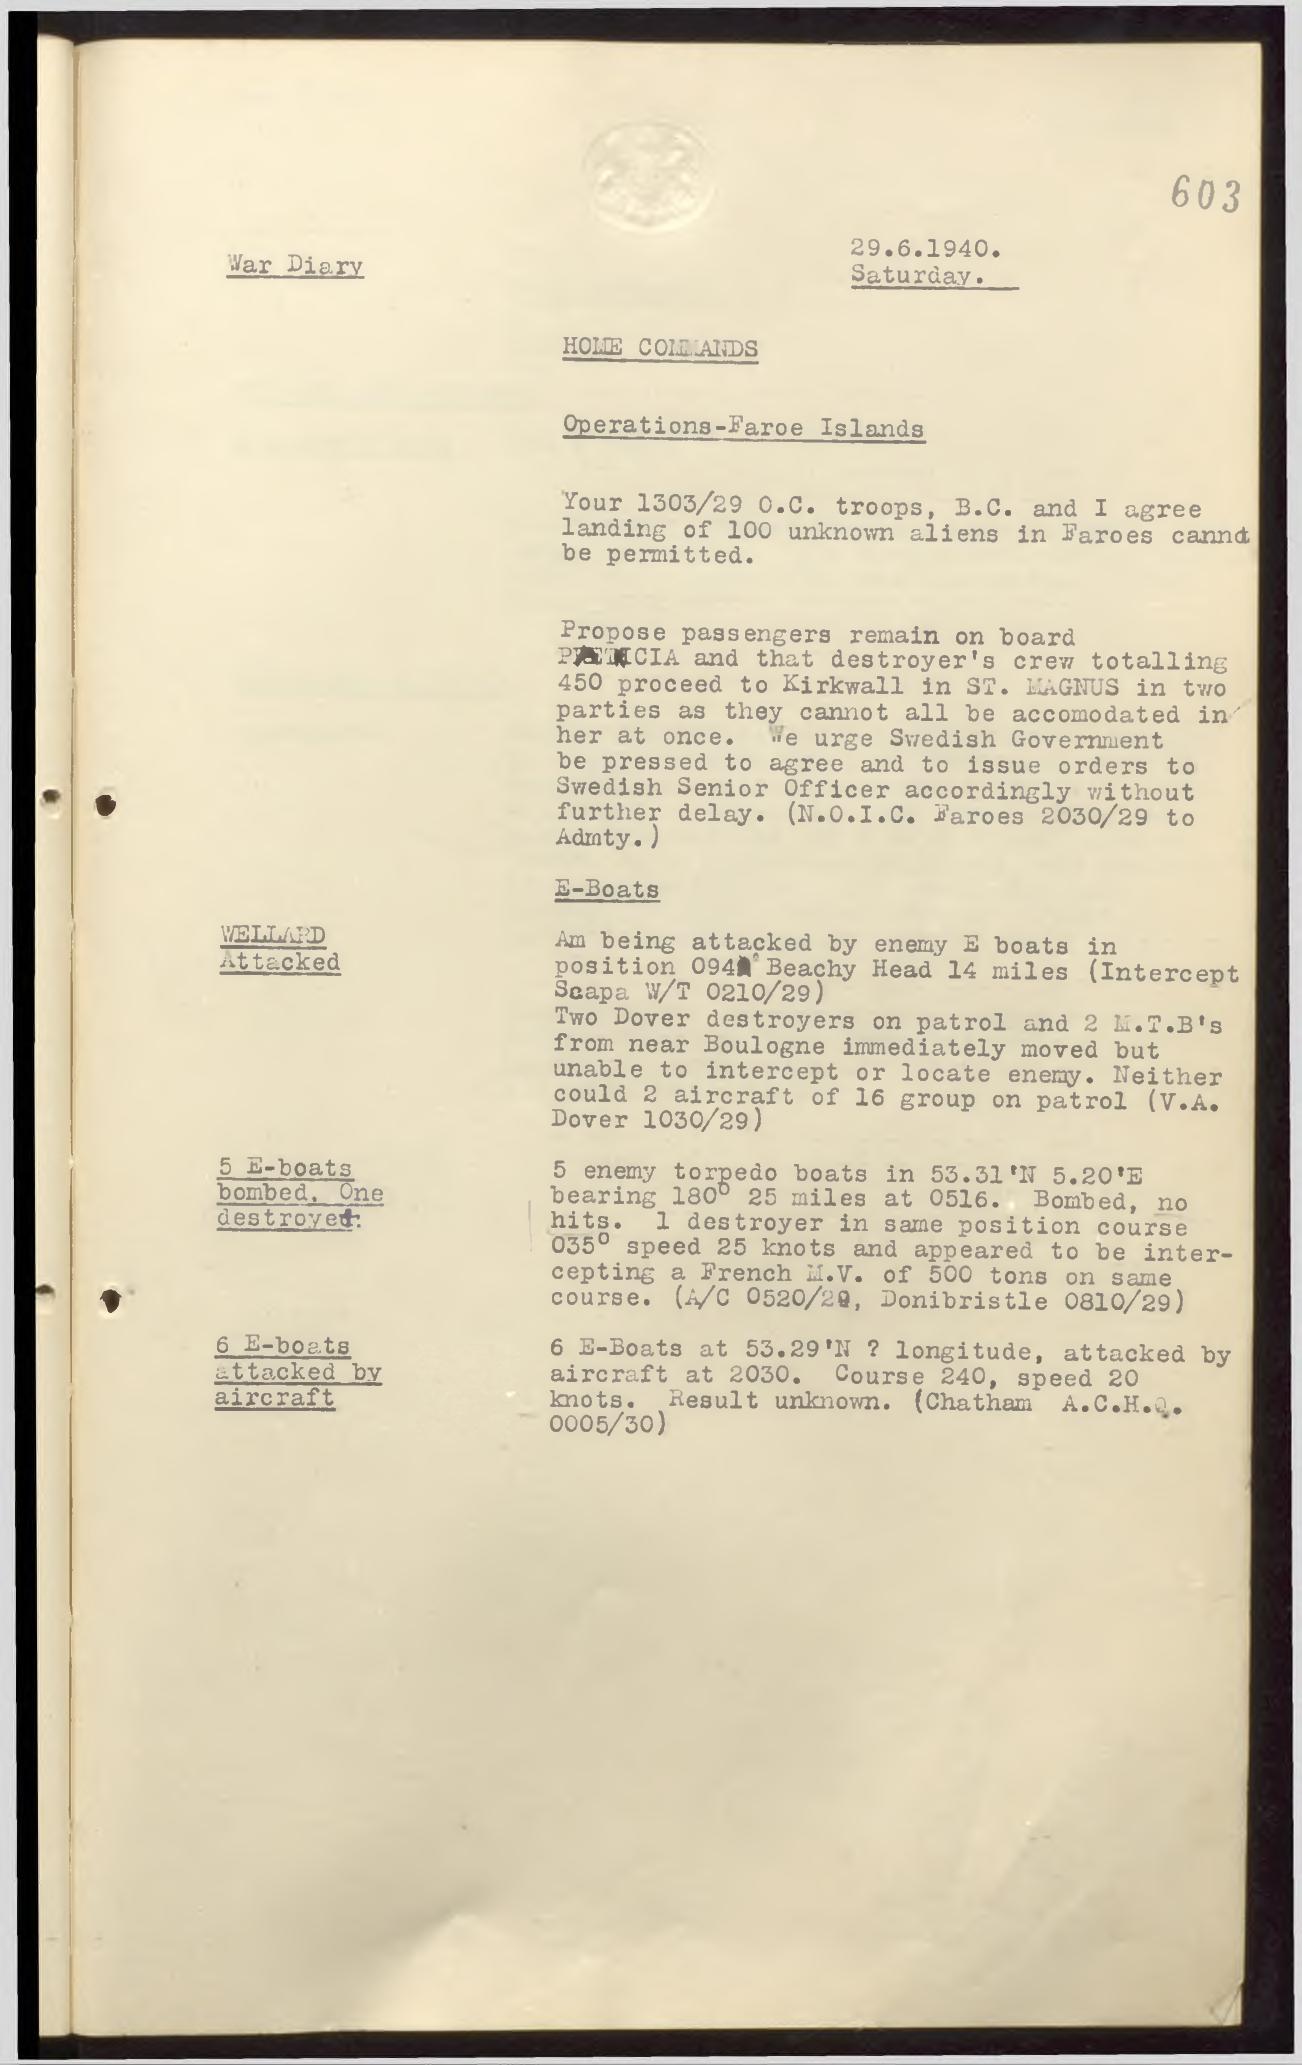 603
War Diary
29.6.1940.
Saturday.
HOME COMMANDS
Operations-Faroe Islands
Your 1303/29 O.C. troops, B.C. and I agree
landing of 100 unknown aliens in Faroes cannot
be permitted.
Propose passengers remain on board
and that destroyer's crew totalling
450 proceed to Kirkwall in ST. MAGNUS in two
parties as they cannot all be accomodated in
her at once. We urge Swedish Government
be pressed to agree and to issue orders to
Swedish Senior Officer accordingly without
further delay. (N.O.I.C. Faroes 2030/29 to
Admty.)
E-Boats
WELLARD
Attacked
Am being attacked by enemy E boats in
position Beachy Head 14 miles (Intercept
Scapa W/T 0210/29)
Two Dover destroyers on patrol and 2 M.T.B's
from near Boulogne immediately moved but
unable to intercept or locate enemy. Neither
could 2 aircraft of 16 group on patrol (V.A.
Dover 1030/29)
5 E-boats
bombed. One
destroyer.
5 enemy torpedo boats in 53.31'N 5.20'E
bearing 180° 25 miles at 0516. Bombed, no
hits. 1 destroyer in same position course
035° speed 25 knots and appeared to be inter-
cepting a French M.V. of 500 tons on same
course. (A/C 0520/29, Donibristle 0810/29)
6 E-boats
attacked by
aircraft
6 E-Boats at 53.29'N ? longitude, attacked by
aircraft at 2030. Course 240, speed 20
knots. Result unknown. (Chatham A.C.H.Q.
0005/30)